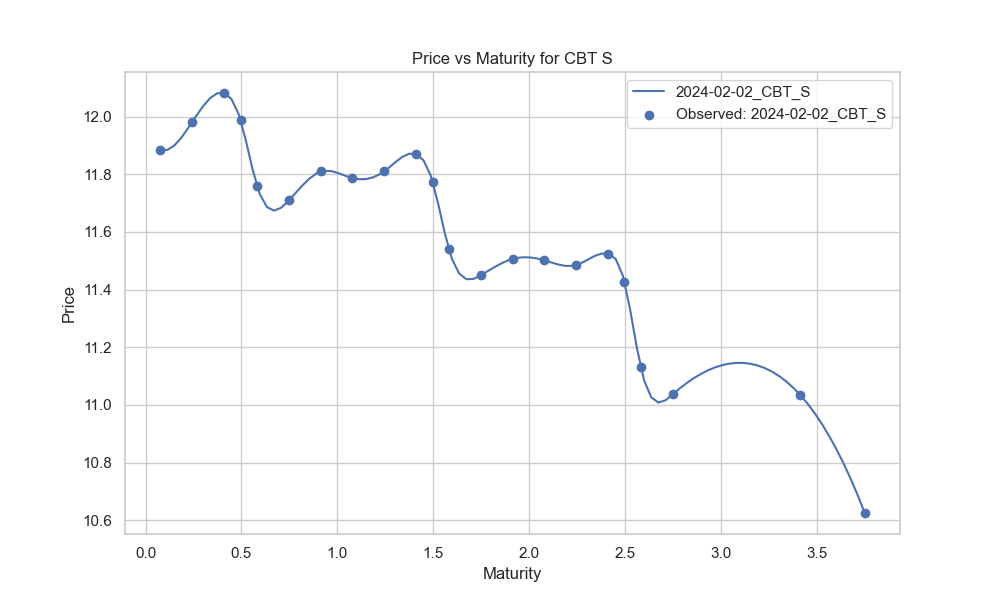 Price vs Maturity for CBT S
2024-02-02_CBT_S
Observed: 2024-02-02_CBT_S
Price
12.0
11.8
11.6
11.4
11.2
11.0
10.8
10.6
0.0 0.5 1.0 1.5 2.0 2.5 3.0 3.5
Maturity